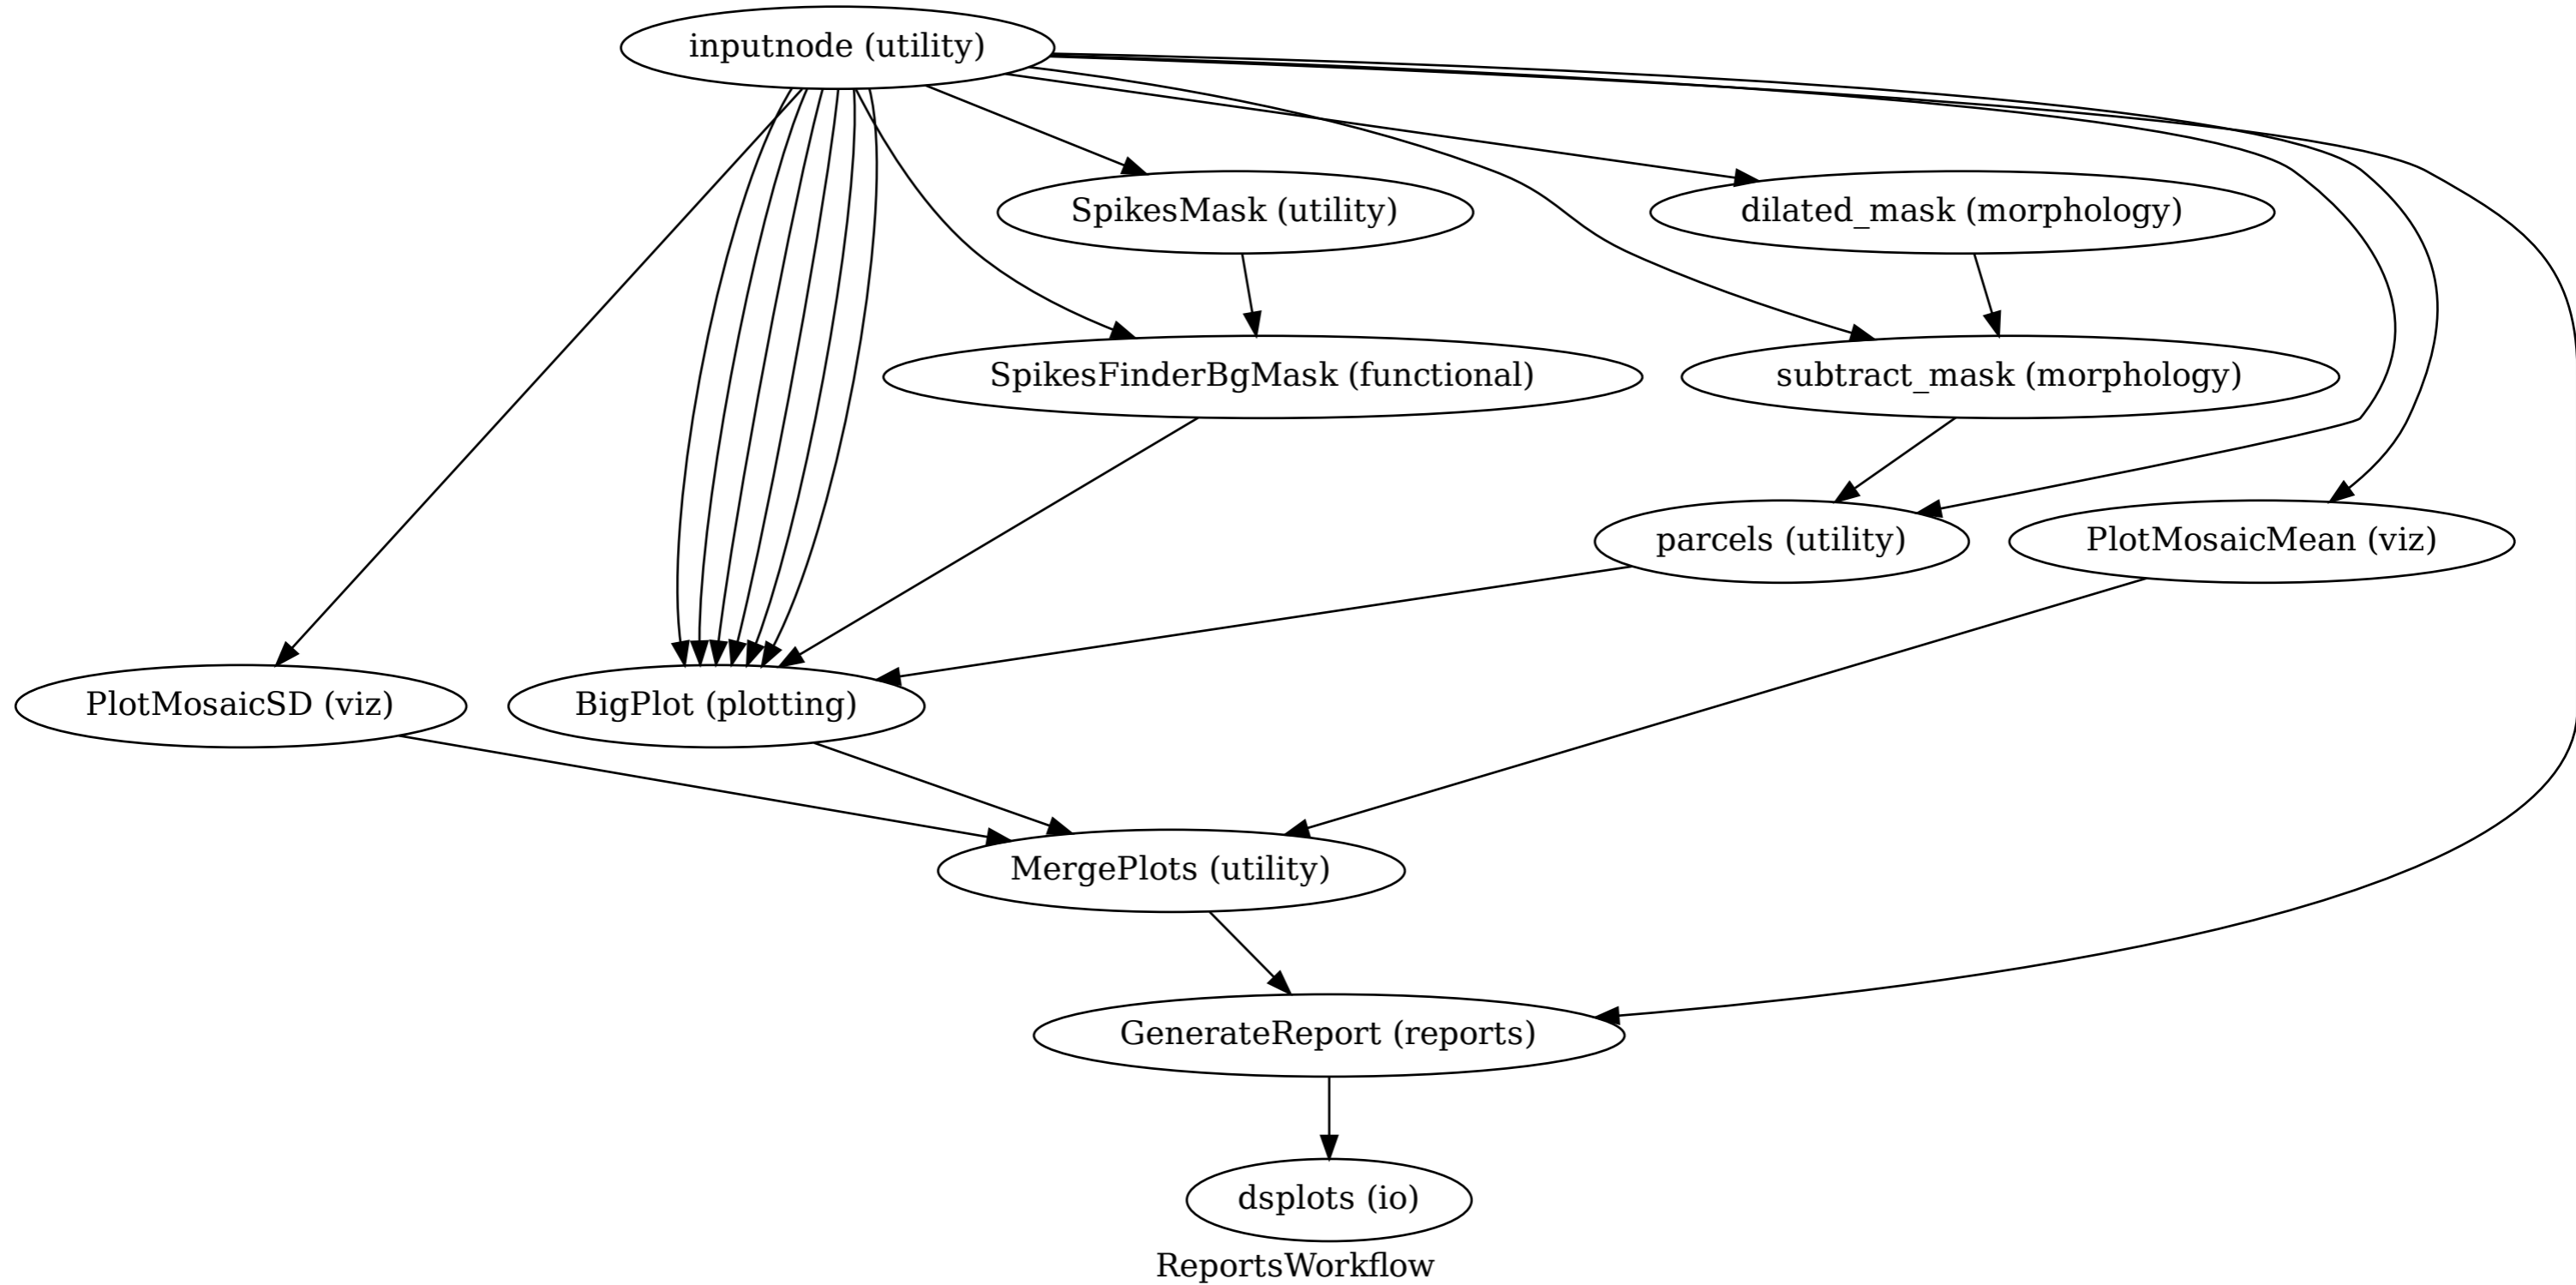 inputnode (utility)
SpikesMask (utility)
dilated_mask (morphology)
SpikesFinderBgMask (functional)
subtract_mask (morphology)
parcels (utility)
PlotMosaicMean (viz)
PlotMosaicSD (viz)
BigPlot (plotting)
MergePlots (utility)
GenerateReport (reports)
dsplots (io)
ReportsWorkflow